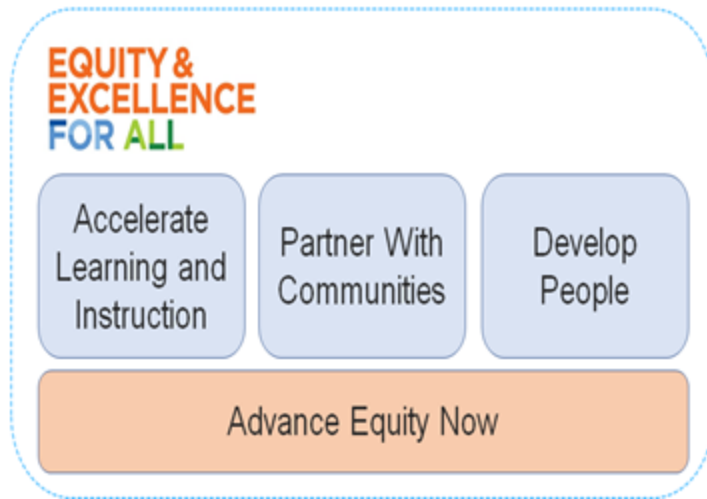 EQUITY &
EXCELLENCE
FOR ALL
Accelerate
Learning and
Instruction
Partner With
Communities
Develop
People
Advance Equity Now